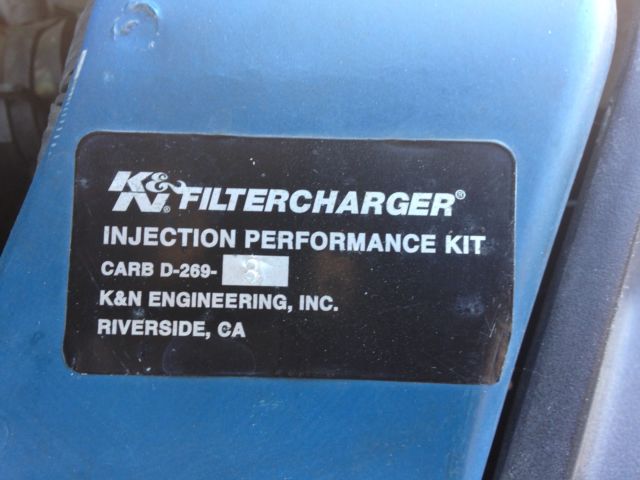 K&N® FILTERCHARGER®
INJECTION PERFORMANCE KIT
CARB D-269- 3
K&N ENGINEERING, INC.
RIVERSIDE, CA